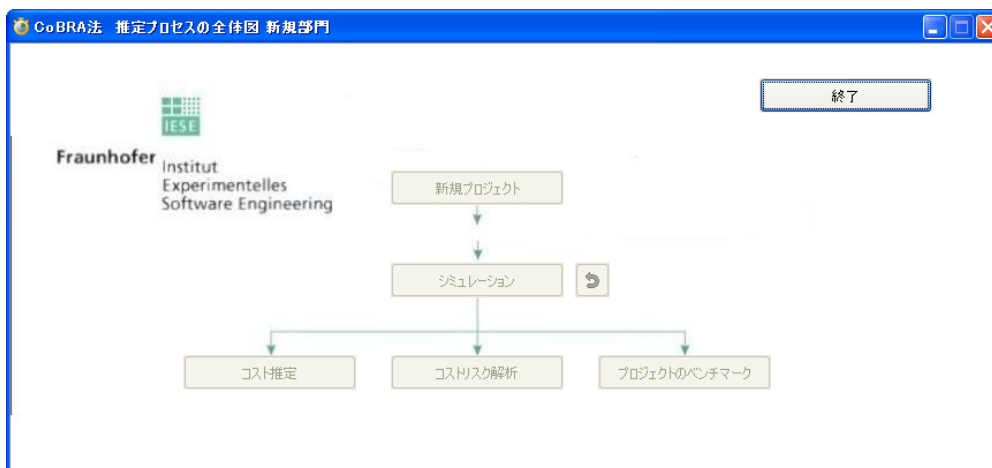 CoBRA法 推定プロセスの全体図 新規部門
終了
IESE
Fraunhofer
Institut
Experimentelles
Software Engineering
新規プロジェクト
シミュレーション
コスト推定
コストリスク解析
プロジェクトのベンチマーク